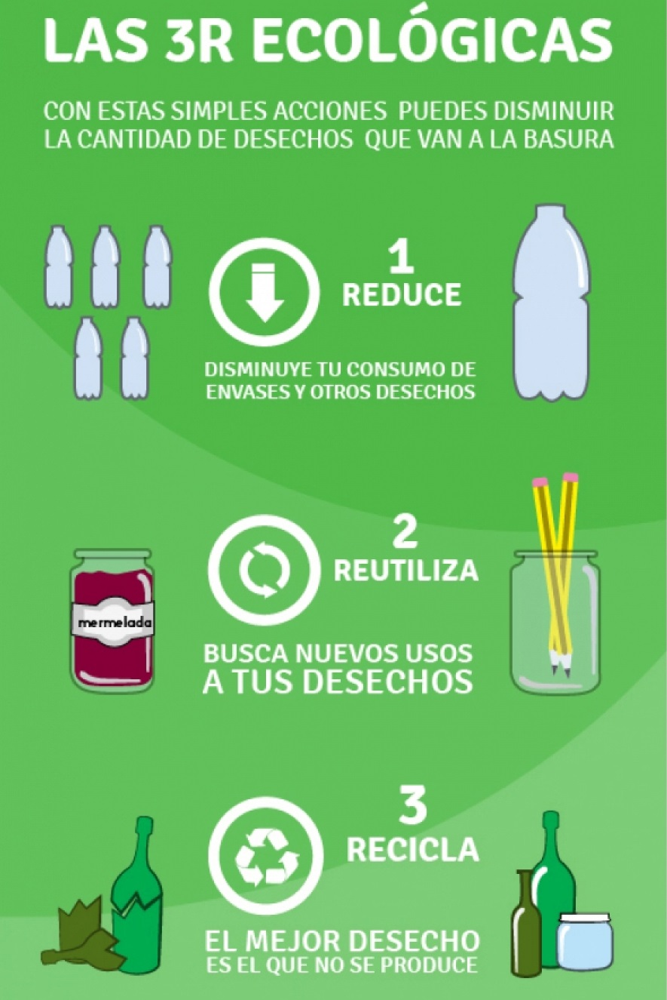 LAS 3R ECOLÓGICAS
CON ESTAS SIMPLES ACCIONES PUEDES DISMINUIR
LA CANTIDAD DE DESECHOS QUE VAN A LA BASURA
1
REDUCE
DISMINUYE TU CONSUMO DE
ENVASES Y OTROS DESECHOS
2
REUTILIZA
mermelada
BUSCA NUEVOS USOS
A TUS DESECHOS
3
RECICLA
EL MEJOR DESECHO
ES EL QUE NO SE PRODUCE